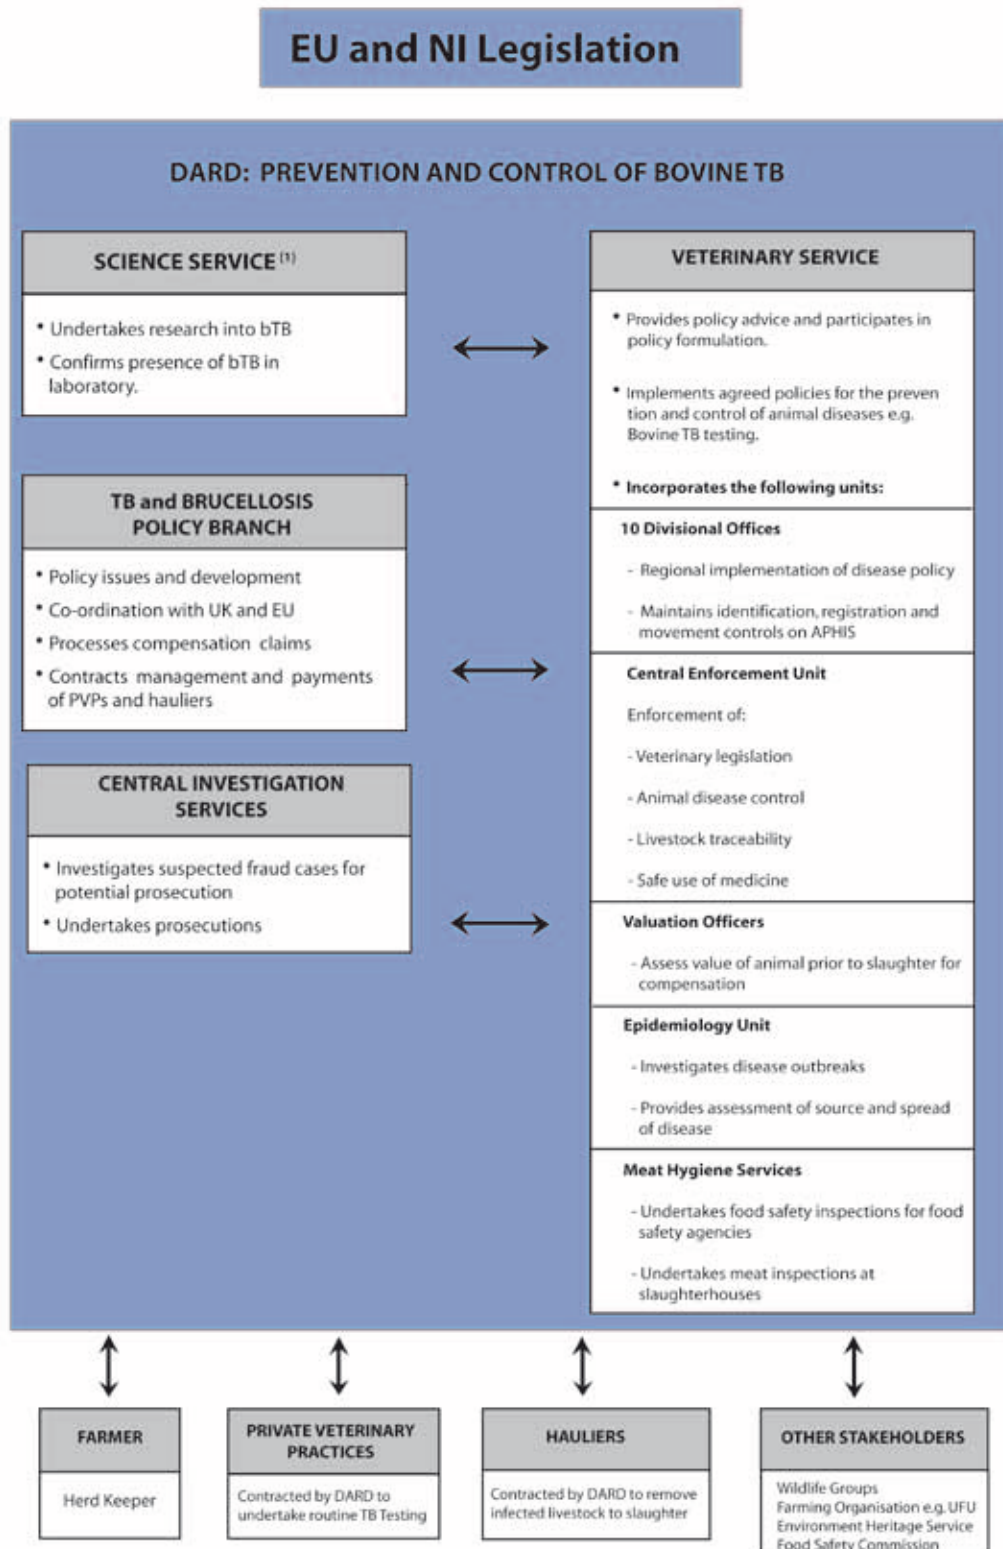 EU and NI Legislation
DARD: PREVENTION AND CONTROL OF BOVINE TB
SCIENCE SERVICE (1)
• Undertakes research into bTB
• Confirms presence of bTB in
laboratory.
TB and BRUCELLOSIS
POLICY BRANCH
• Policy issues and development
• Co-ordination with UK and EU
• Processes compensation claims
• Contracts management and payments
of PVPs and hauliers
CENTRAL INVESTIGATION
SERVICES
• Investigates suspected fraud cases for
potential prosecution
• Undertakes prosecutions
VETERINARY SERVICE
• Provides policy advice and participates in
policy formulation.
• Implements agreed policies for the preven
tion and control of animal diseases e.g.
Bovine TB testing.
• Incorporates the following units:
10 Divisional Offices
- Regional implementation of disease policy
- Maintains identification, registration and
movement controls on APHIS
Central Enforcement Unit
Enforcement of:
- Veterinary legislation
- Animal disease control
- Livestock traceability
- Safe use of medicine
Valuation Officers
- Assess value of animal prior to slaughter for
compensation
Epidemiology Unit
- Investigates disease outbreaks
- Provides assessment of source and spread
of disease
Meat Hygiene Services
- Undertakes food safety inspections for food
safety agencies
- Undertakes meat inspections at
slaughterhouses
FARMER
Herd Keeper
PRIVATE VETERINARY
PRACTICES
Contracted by DARD to
undertake routine TB Testing
HAULIERS
Contracted by DARD to remove
infected livestock to slaughter
OTHER STAKEHOLDERS
Wildlife Groups
Farming Organisation e.g. UFU
Environment Heritage Service
Food Safety Commission